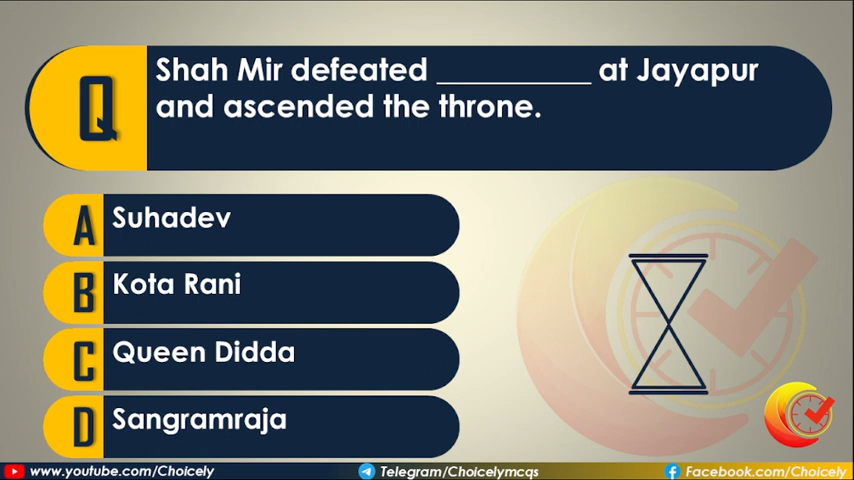 Q
Shah Mir defeated ___________ at Jayapur
and ascended the throne.
A
Suhadev
B
Kota Rani
C
Queen Didda
D
Sangramraja
www.youtube.com/Choicely
Telegram/Choicelymcqs
Facebook.com/Choicely